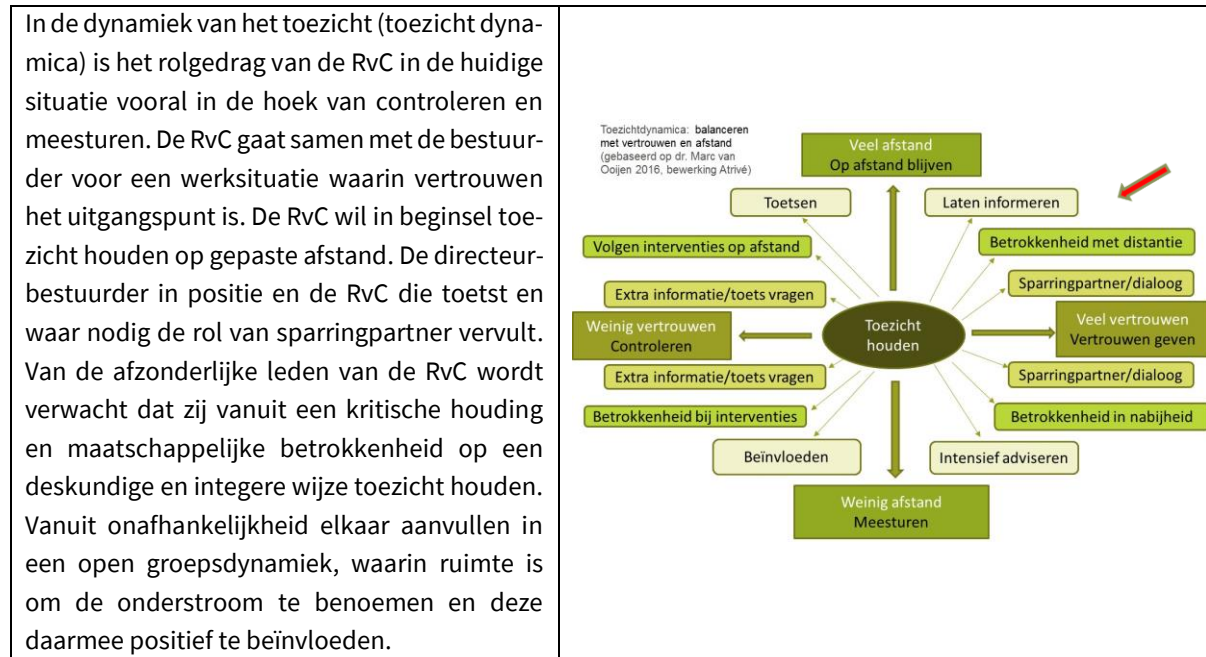 In de dynamiek van het toezicht (toezicht dyna-
mica) is het rolgedrag van de RvC in de huidige
situatie vooral in de hoek van controleren en
meesturen. De RvC gaat samen met de bestuur-
der voor een werksituatie waarin vertrouwen
het uitgangspunt is. De RvC wil in beginsel toe-
zicht houden op gepaste afstand. De directeur-
bestuurder in positie en de RvC die toetst en
waar nodig de rol van sparringpartner vervult.
Van de afzonderlijke leden van de RvC wordt
verwacht dat zij vanuit een kritische houding
en maatschappelijke betrokkenheid op een
deskundige en integere wijze toezicht houden.
Vanuit onafhankelijkheid elkaar aanvullen in
een open groepsdynamiek, waarin ruimte is
om de onderstroom te benoemen en deze
daarmee positief te beïnvloeden.
Toezichtdynamica: balanceren
met vertrouwen en afstand
(gebaseerd op dr. Marc van
Ooijen 2016, bewerking Atrivé)
Veel afstand
Op afstand blijven
Toetsen
Laten informeren
Volgen interventies op afstand
Betrokkenheid met distantie
Extra informatie/toets vragen
Sparringpartner/dialoog
Weinig vertrouwen
Controleren
Toezicht
houden
Veel vertrouwen
Vertrouwen geven
Extra informatie/toets vragen
Sparringpartner/dialoog
Betrokkenheid bij interventies
Betrokkenheid in nabijheid
Beïnvloeden
Intensief adviseren
Weinig afstand
Meesturen